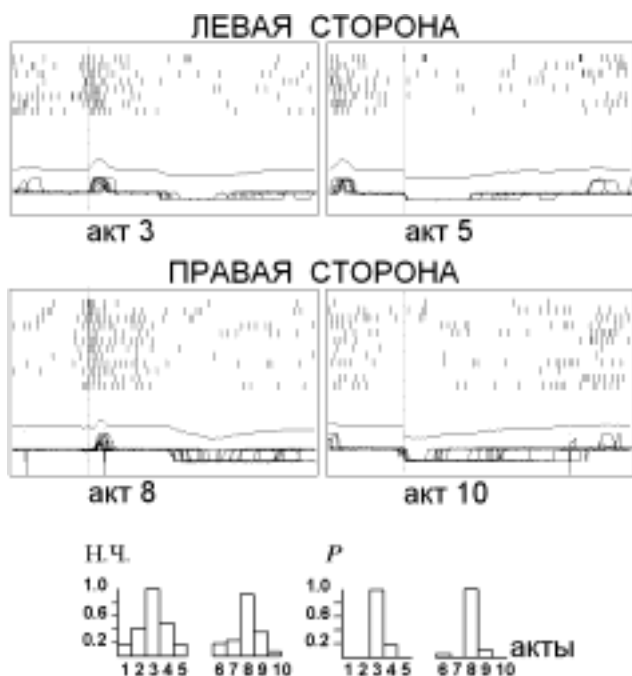 ЛЕВАЯ СТОРОНА
акт 3 акт 5
ПРАВАЯ СТОРОНА
акт 8 акт 10
Н.Ч. P
1.0 1.0
0.6 0.6
0.2 0.2 акты
1 2 3 4 5 6 7 8 9 10 1 2 3 4 5 6 7 8 9 10